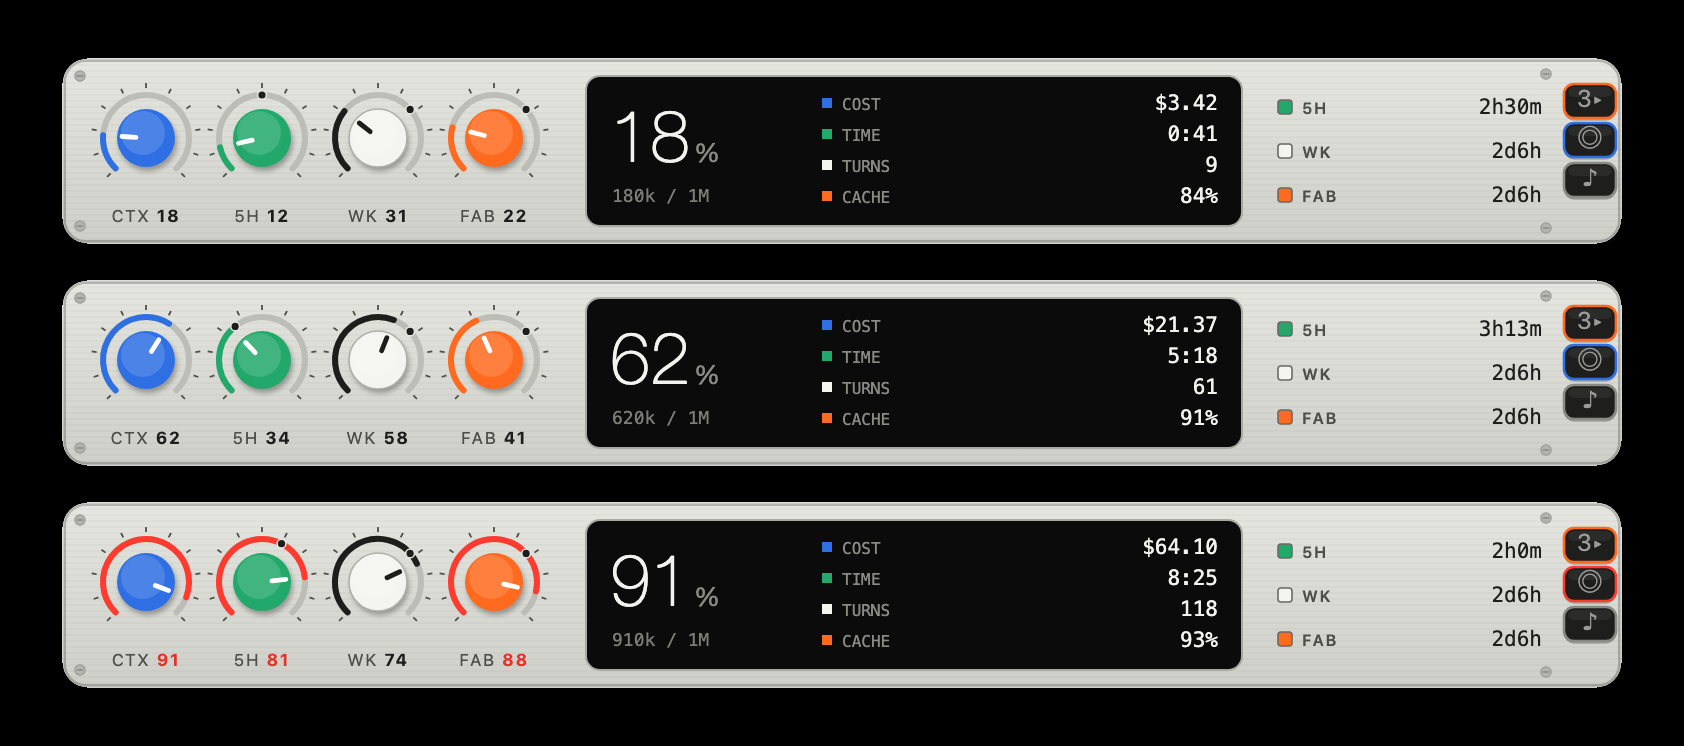 18%
180k / 1M
COST $3.42
TIME 0:41
TURNS 9
CACHE 84%
5H 2h30m
WK 2d6h
FAB 2d6h
3▸
♪
CTX 18
5H 12
WK 31
FAB 22
62%
620k / 1M
COST $21.37
TIME 5:18
TURNS 61
CACHE 91%
5H 3h13m
WK 2d6h
FAB 2d6h
3▸
♪
CTX 62
5H 34
WK 58
FAB 41
91%
910k / 1M
COST $64.10
TIME 8:25
TURNS 118
CACHE 93%
5H 2h0m
WK 2d6h
FAB 2d6h
3▸
♪
CTX 91
5H 81
WK 74
FAB 88